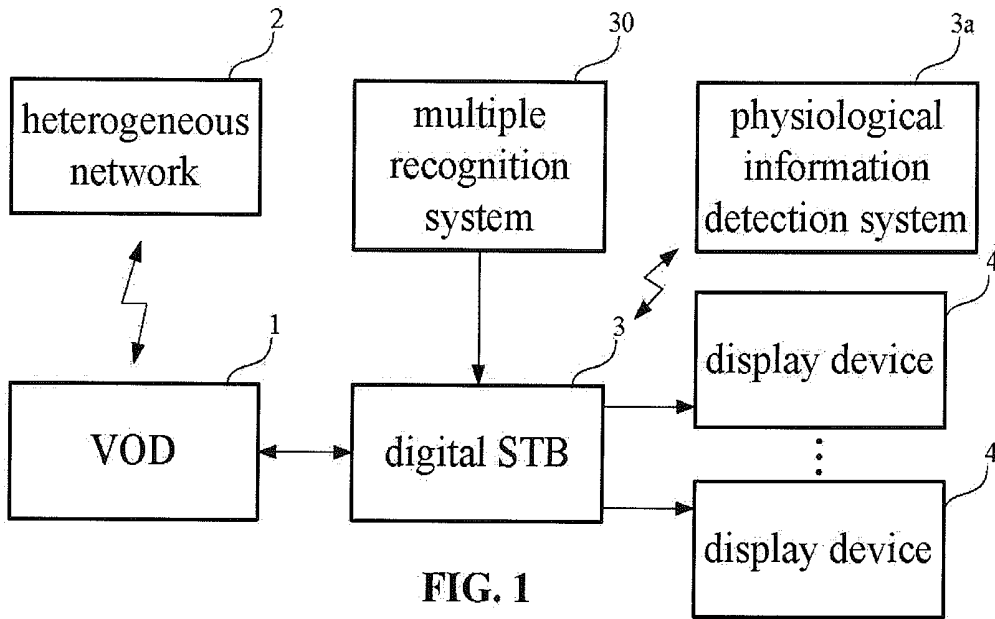 2
30
3a
heterogeneous
network
multiple
recognition
system
physiological
information
detection system
1
3
4
VOD
digital STB
display device
4
display device
FIG. 1